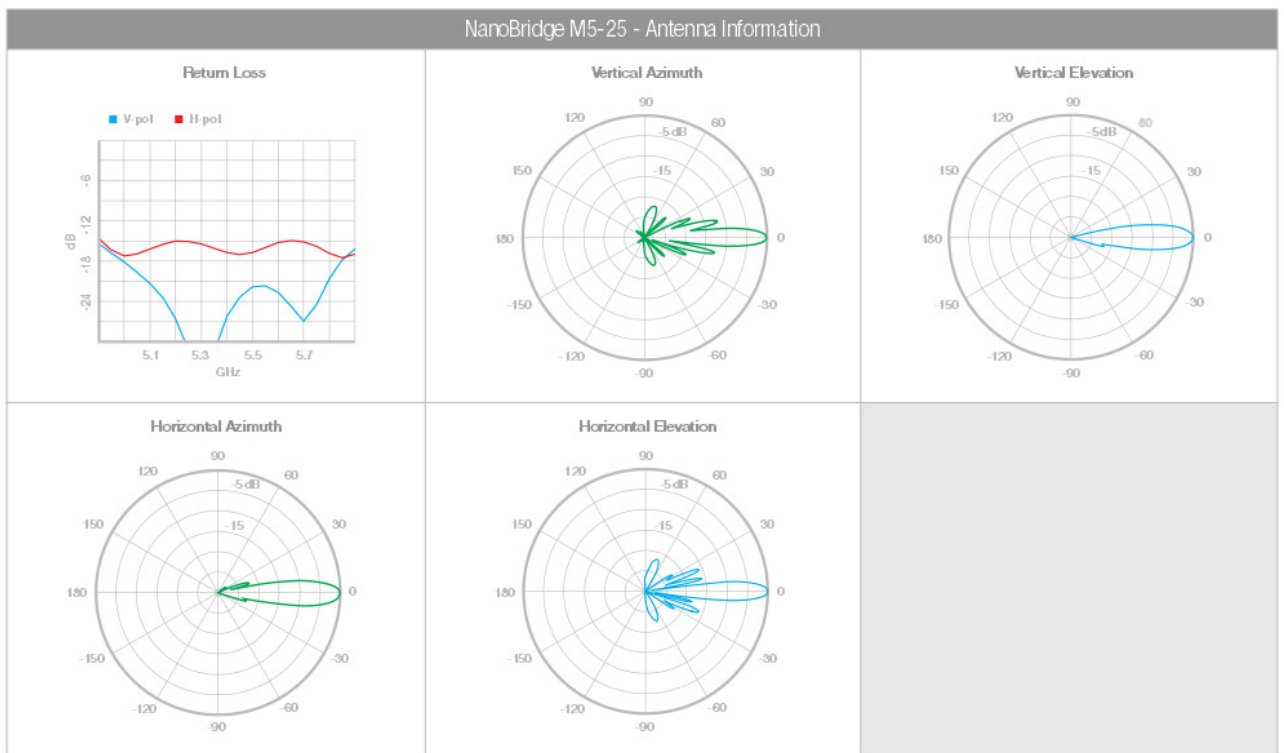 NanoBridge M5-25 - Antenna Information
Return Loss
V-pol H-pol
-6
-12
dB
-18
-24
5.1 5.3 5.5 5.7
GHz
Vertical Azimuth
90
120 60
-5dB
150 30
-15
180 0
-150 -30
-120 -60
-90
Vertical Elevation
90
120 60
-5dB
150 30
-15
180 0
-150 -30
-120 -60
-90
Horizontal Azimuth
90
120 60
-5dB
150 30
-15
180 0
-150 -30
-120 -60
-90
Horizontal Elevation
90
120 60
-5dB
150 30
-15
180 0
-150 -30
-120 -60
-90